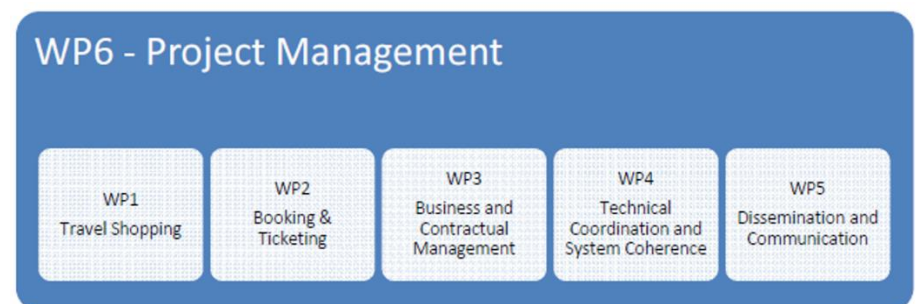 WP6 - Project Management
WP1
Travel Shopping
WP2
Booking &
Ticketing
WP3
Business and
Contractual
Management
WP4
Technical
Coordination and
System Coherence
WP5
Dissemination and
Communication